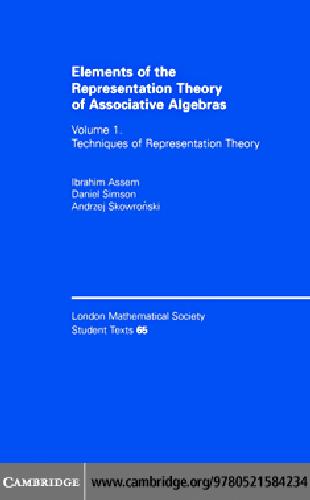 Elements of the
Representation Theory
of Associative Algebras
Volume 1.
Techniques of Representation Theory
Ibrahim Assem
Daniel Simson
Andrzej Skowroński
London Mathematical Society
Student Texts 65
CAMBRIDGE www.cambridge.org/9780521584234